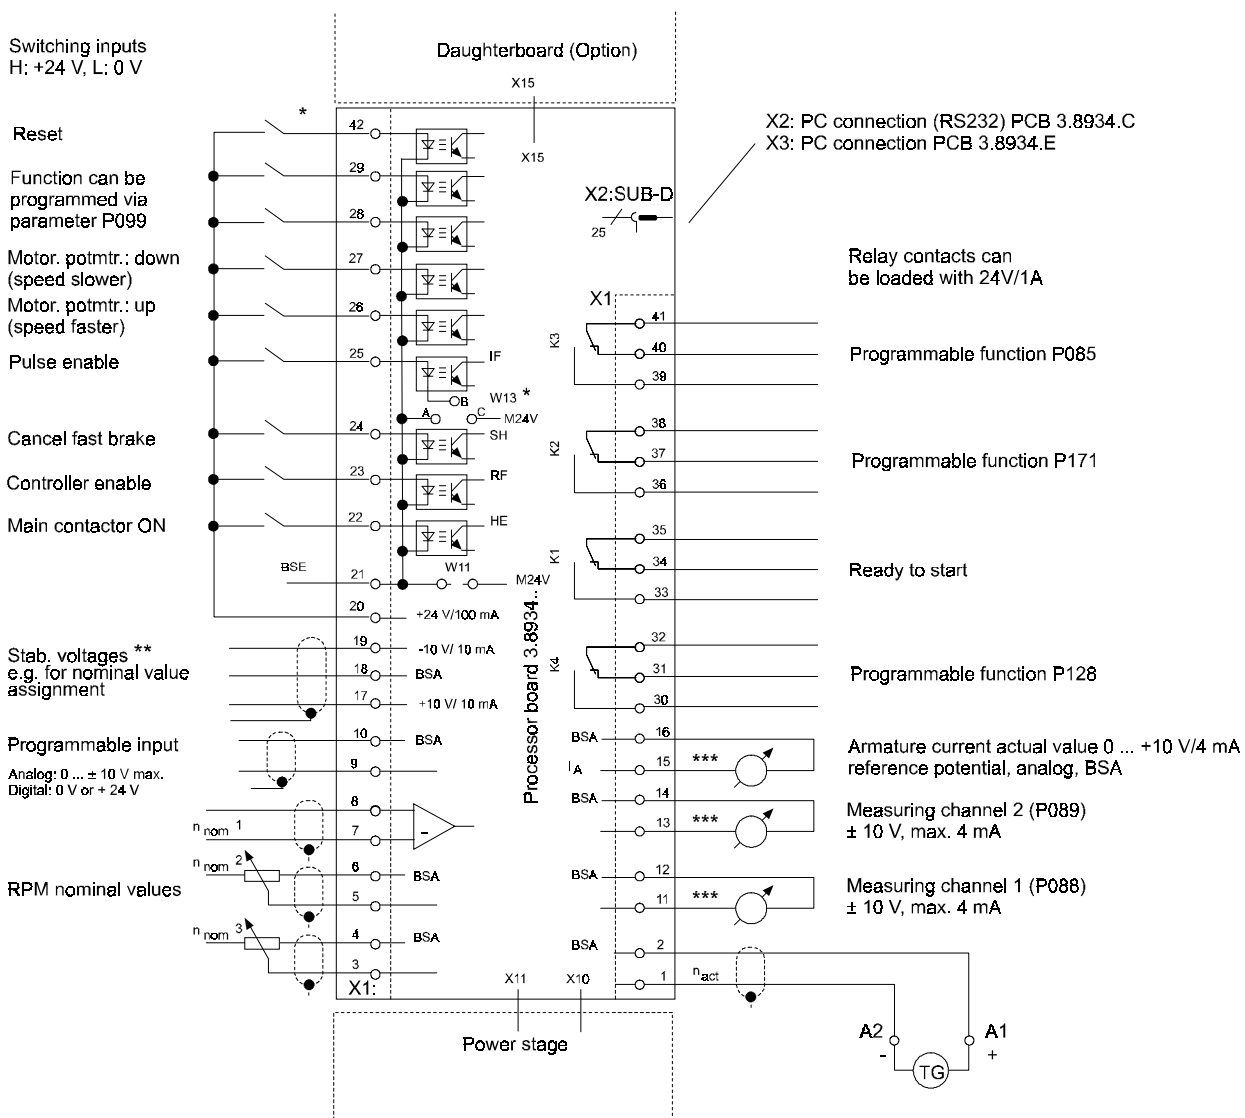 Switching inputs
H: +24 V, L: 0 V
Daughterboard (Option)
X15
X15
X2: PC connection (RS232) PCB 3.8934.C
X3: PC connection PCB 3.8934.E
X2:SUB-D
25
Relay contacts can
be loaded with 24V/1A
*
Reset
42
Function can be
programmed via
parameter P099
29
28
Motor. potmtr.: down
(speed slower)
27
Motor. potmtr.: up
(speed faster)
26
Pulse enable
25
IF
B
W13 *
A
C
M24V
Cancel fast brake
24
SH
Controller enable
23
RF
Main contactor ON
22
HE
BSE
21
W11
M24V
20
+24 V/100 mA
Stab. voltages **
e.g. for nominal value
assignment
19
-10 V/ 10 mA
18
BSA
17
+10 V/ 10 mA
Programmable input
Analog: 0 ... ± 10 V max.
Digital: 0 V or + 24 V
10
BSA
9
8
n nom 1
7
-
n nom 2
6
BSA
5
RPM nominal values
n nom 3
4
BSA
3
X1:
Processor board 3.8934..
X1
K3
41
40
39
Programmable function P085
K2
38
37
36
Programmable function P171
K1
35
34
33
Ready to start
K4
32
31
30
Programmable function P128
BSA
16
IA
15
***
Armature current actual value 0 ... +10 V/4 mA
reference potential, analog, BSA
BSA
14
13
***
Measuring channel 2 (P089)
± 10 V, max. 4 mA
BSA
12
11
***
Measuring channel 1 (P088)
± 10 V, max. 4 mA
BSA
2
1
nact
A2
-
A1
+
TG
X11
X10
Power stage